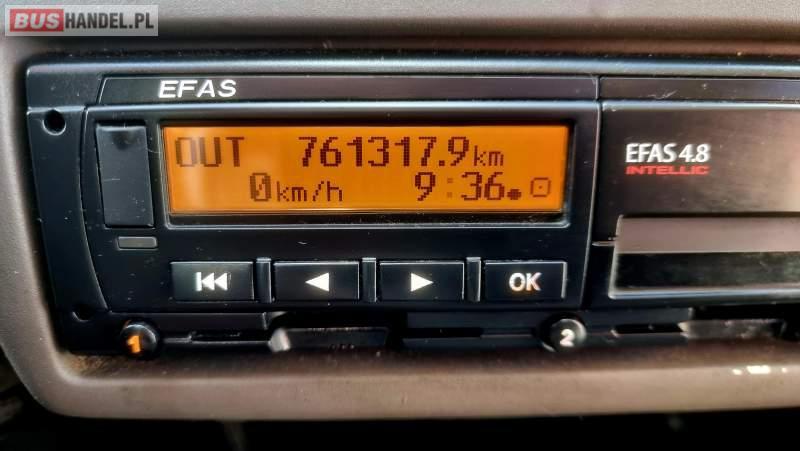 BUSHANDEL.PL
EFAS
OUT 761317.9km
0km/h 9:36
EFAS 4.8
INTELLIC
OK
1
2